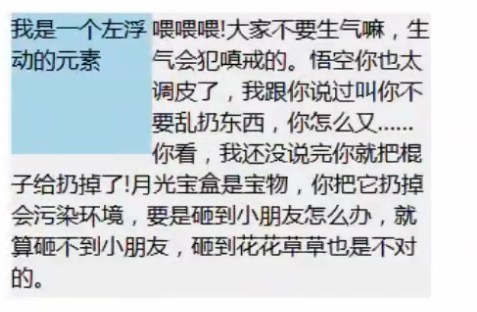 我是一个左浮
动的元素
喂喂喂!大家不要生气嘛，生
气会犯嗔戒的。悟空你也太
调皮了，我跟你说过叫你不
要乱扔东西，你怎么又……
你看，我还没说完你就把棍
子给扔掉了!月光宝盒是宝物，你把它扔掉
会污染环境，要是砸到小朋友怎么办，就
算砸不到小朋友，砸到花花草草也是不对
的。